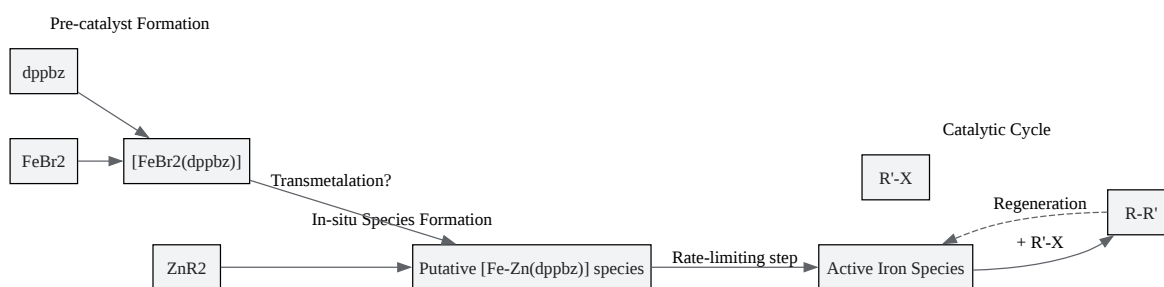 Pre-catalyst Formation
dppbz
FeBr2
[FeBr2(dppbz)]
Transmetalation?
In-situ Species Formation
ZnR2
Putative [Fe-Zn(dppbz)] species
Rate-limiting step
Catalytic Cycle
R'-X
Regeneration
R-R'
+ R'-X
Active Iron Species